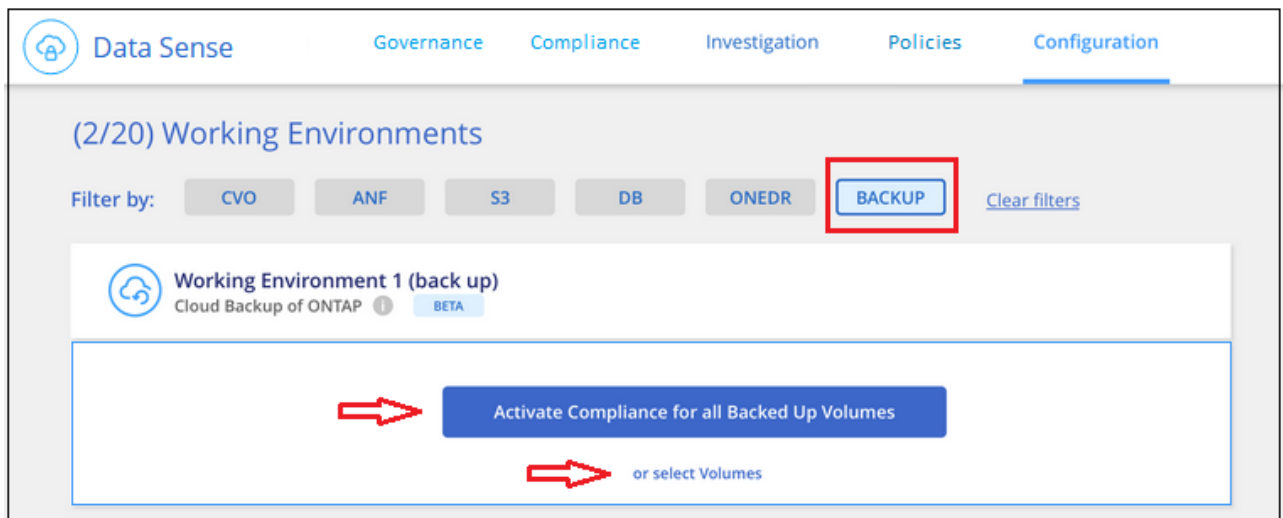 Data Sense Governance Compliance Investigation Policies Configuration
(2/20) Working Environments
Filter by: CVO ANF S3 DB ONEDR BACKUP Clear filters
Working Environment 1 (back up)
Cloud Backup of ONTAP i BETA
Activate Compliance for all Backed Up Volumes
or select Volumes